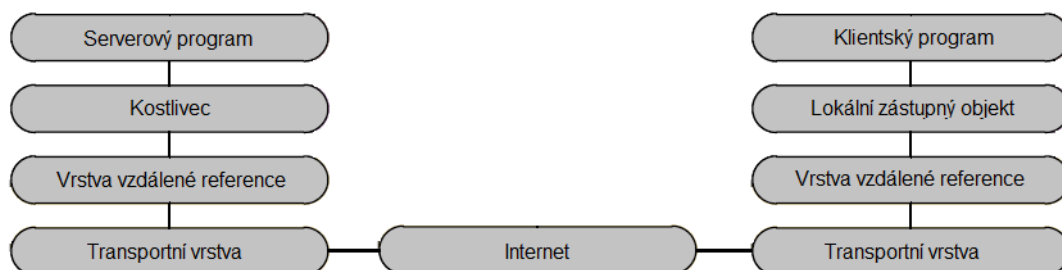 Serverový program
Klientský program
Kostlivec
Lokální zástupný objekt
Vrstva vzdálené reference
Vrstva vzdálené reference
Transportní vrstva
Internet
Transportní vrstva